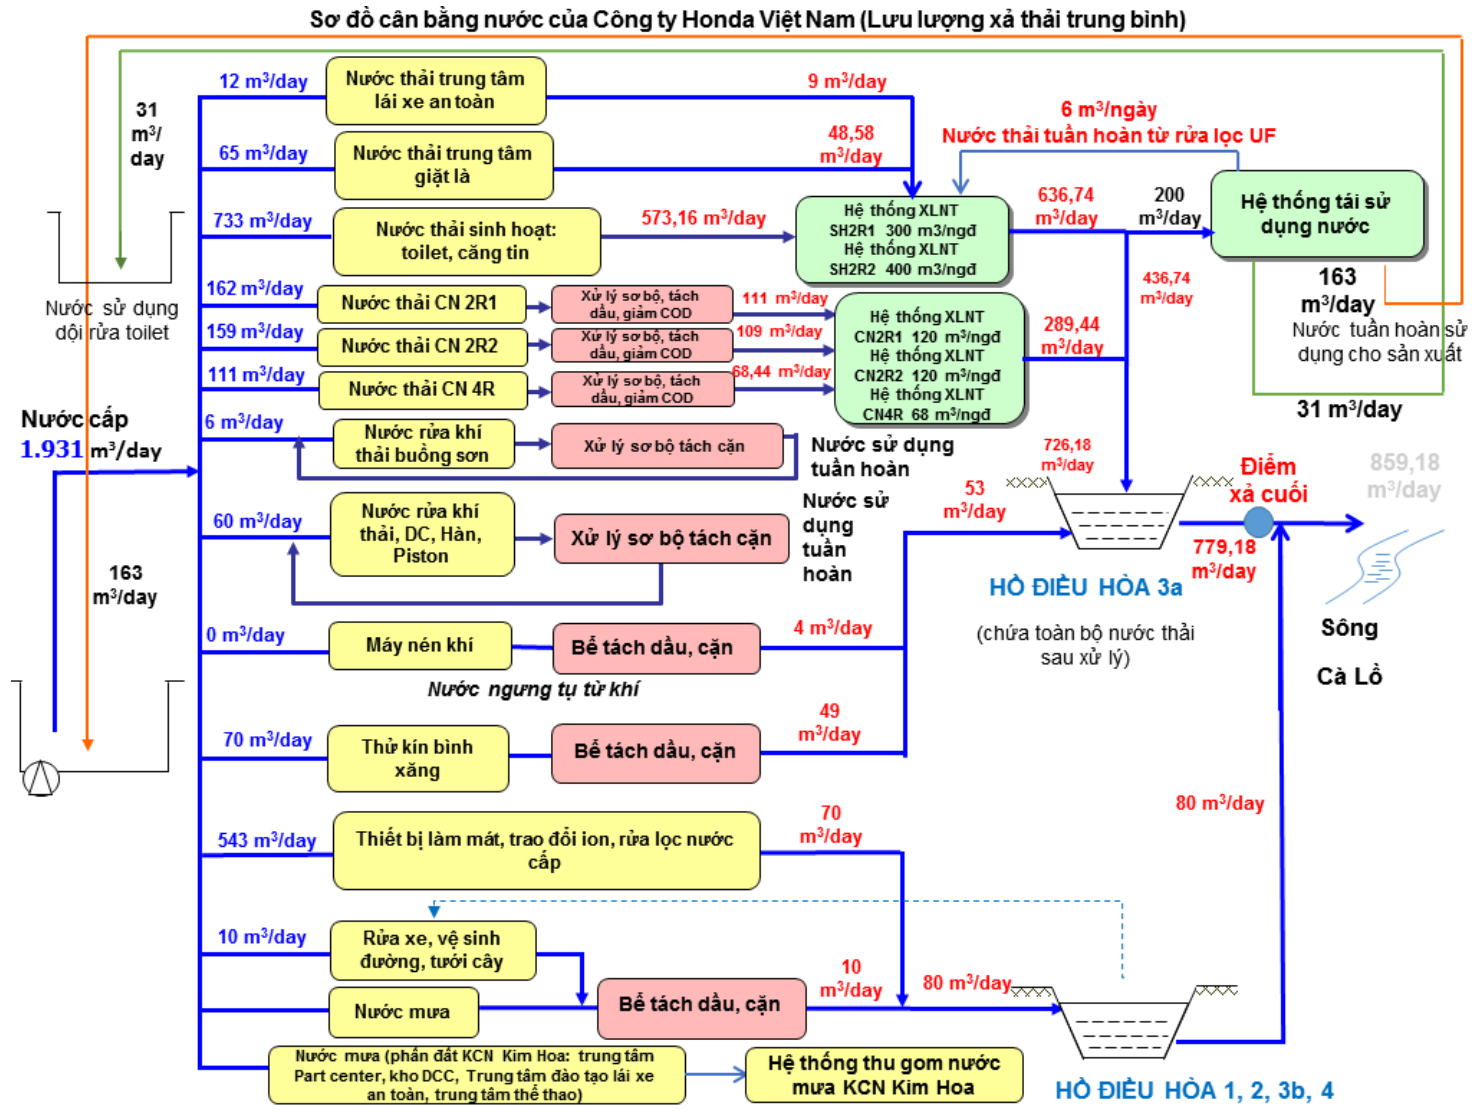 Sơ đồ cân bằng nước của Công ty Honda Việt Nam (Lưu lượng xả thải trung bình)
12 m³/day
Nước thải trung tâm
lái xe an toàn
9 m³/day
31
m³/
day
65 m³/day
Nước thải trung tâm
giặt là
48,58
m³/day
6 m³/ngày
Nước thải tuần hoàn từ rửa lọc UF
733 m³/day
Nước thải sinh hoạt:
toilet, căng tin
573,16 m³/day
Hệ thống XLNT
SH2R1 300 m3/ngđ
Hệ thống XLNT
SH2R2 400 m3/ngđ
636,74
m³/day
200
m³/day
Hệ thống tái sử
dụng nước
Nước sử dụng
dội rửa toilet
162 m³/day
Nước thải CN 2R1
Xử lý sơ bộ, tách
dầu, giảm COD
111 m³/day
159 m³/day
Nước thải CN 2R2
Xử lý sơ bộ, tách
dầu, giảm COD
109 m³/day
111 m³/day
Nước thải CN 4R
Xử lý sơ bộ, tách
dầu, giảm COD
68,44 m³/day
Hệ thống XLNT
CN2R1 120 m³/ngđ
Hệ thống XLNT
CN2R2 120 m³/ngđ
Hệ thống XLNT
CN4R 68 m³/ngđ
289,44
m³/day
436,74
m³/day
163
m³/day
Nước tuần hoàn sử
dụng cho sản xuất
31 m³/day
Nước cấp
1.931 m³/day
6 m³/day
Nước rửa khí
thải buồng sơn
Xử lý sơ bộ tách cặn
Nước sử dụng
tuần hoàn
726,18
m³/day
Điểm
xả cuối
859,18
m³/day
60 m³/day
Nước rửa khí
thải, DC, Hàn,
Piston
Xử lý sơ bộ tách cặn
Nước sử
dụng
tuần
hoàn
53
m³/day
779,18
m³/day
HỒ ĐIỀU HÒA 3a
(chứa toàn bộ nước thải
sau xử lý)
Sông
Cà Lồ
163
m³/day
0 m³/day
Máy nén khí
Bể tách dầu, cặn
4 m³/day
Nước ngưng tụ từ khí
70 m³/day
Thử kín bình
xăng
Bể tách dầu, cặn
49
m³/day
543 m³/day
Thiết bị làm mát, trao đổi ion, rửa lọc nước
cấp
70
m³/day
80 m³/day
10 m³/day
Rửa xe, vệ sinh
đường, tưới cây
Nước mưa
Bể tách dầu, cặn
10
m³/day
80 m³/day
Nước mưa (phần đất KCN Kim Hoa: trung tâm
Part center, kho DCC, Trung tâm đào tạo lái xe
an toàn, trung tâm thể thao)
Hệ thống thu gom nước
mưa KCN Kim Hoa
HỒ ĐIỀU HÒA 1, 2, 3b, 4